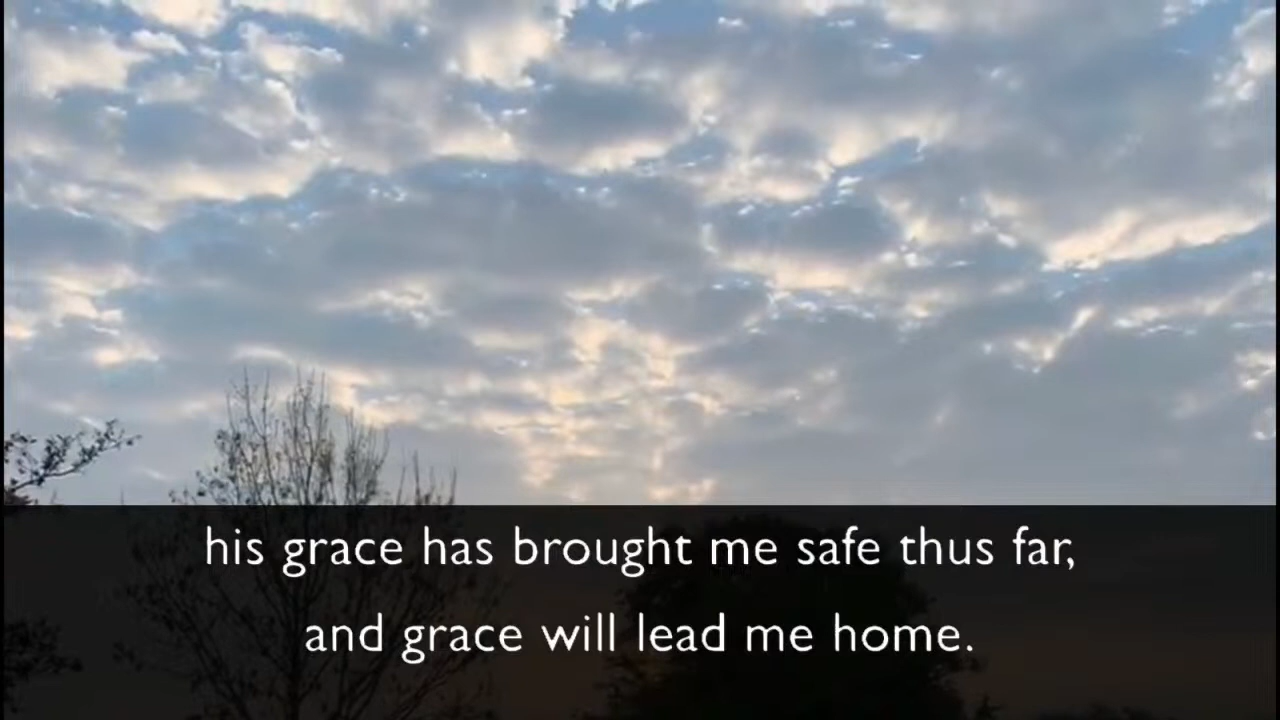 his grace has brought me safe thus far,
and grace will lead me home.